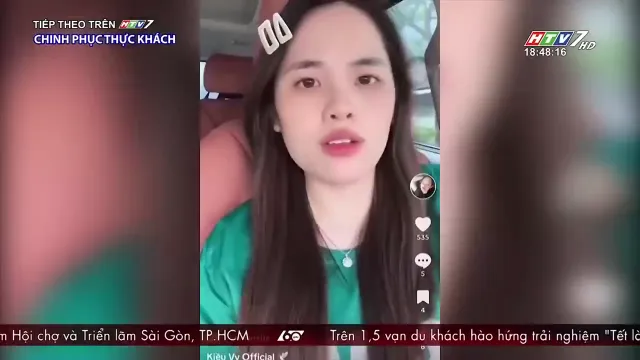 TIẾP THEO TRÊN HTV7
CHINH PHỤC THỰC KHÁCH
HTV7 HD
18:48:16
535
5
4
m Hội chợ và Triển lãm Sài Gòn, TP.HCM
60
Trên 1,5 vạn du khách hào hứng trải nghiệm "Tết là
Kiều Vy Official